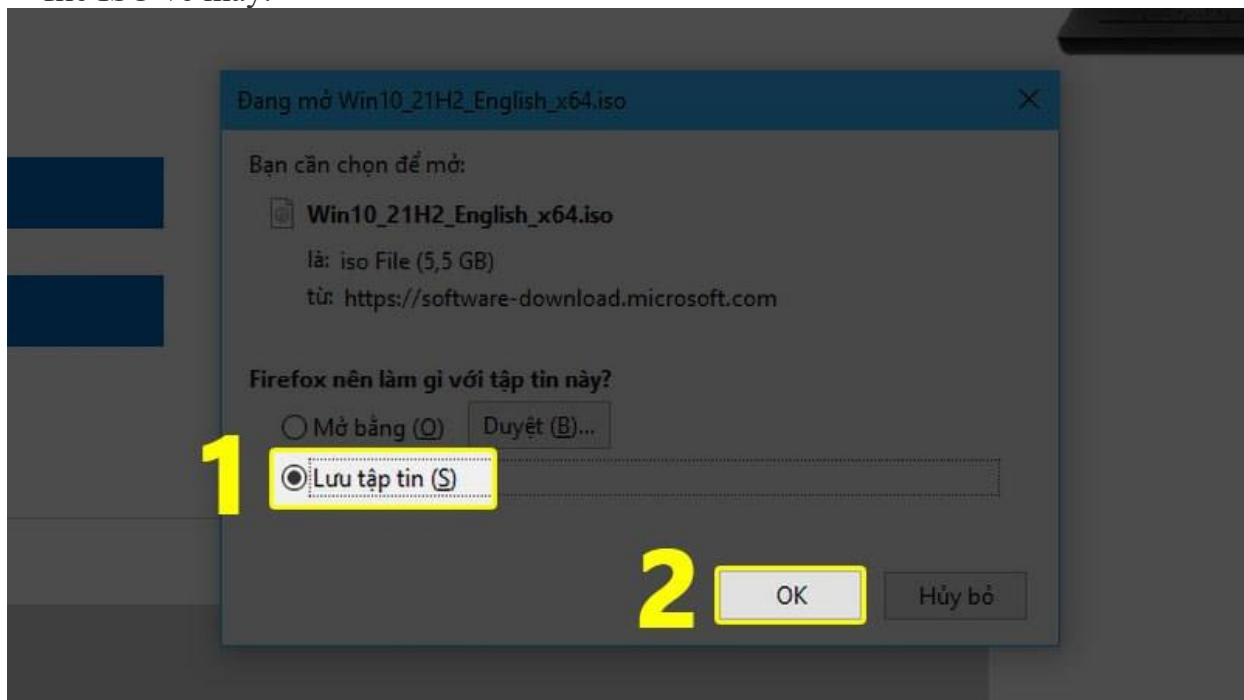 Đang mở Win10_21H2_English_x64.iso
Bạn cần chọn để mở:
Win10_21H2_English_x64.iso
là: iso File (5,5 GB)
từ: https://software-download.microsoft.com
Firefox nên làm gì với tập tin này?
Mở bằng (O) Duyệt (B)...
1 Lưu tập tin (S)
2 OK Hủy bỏ